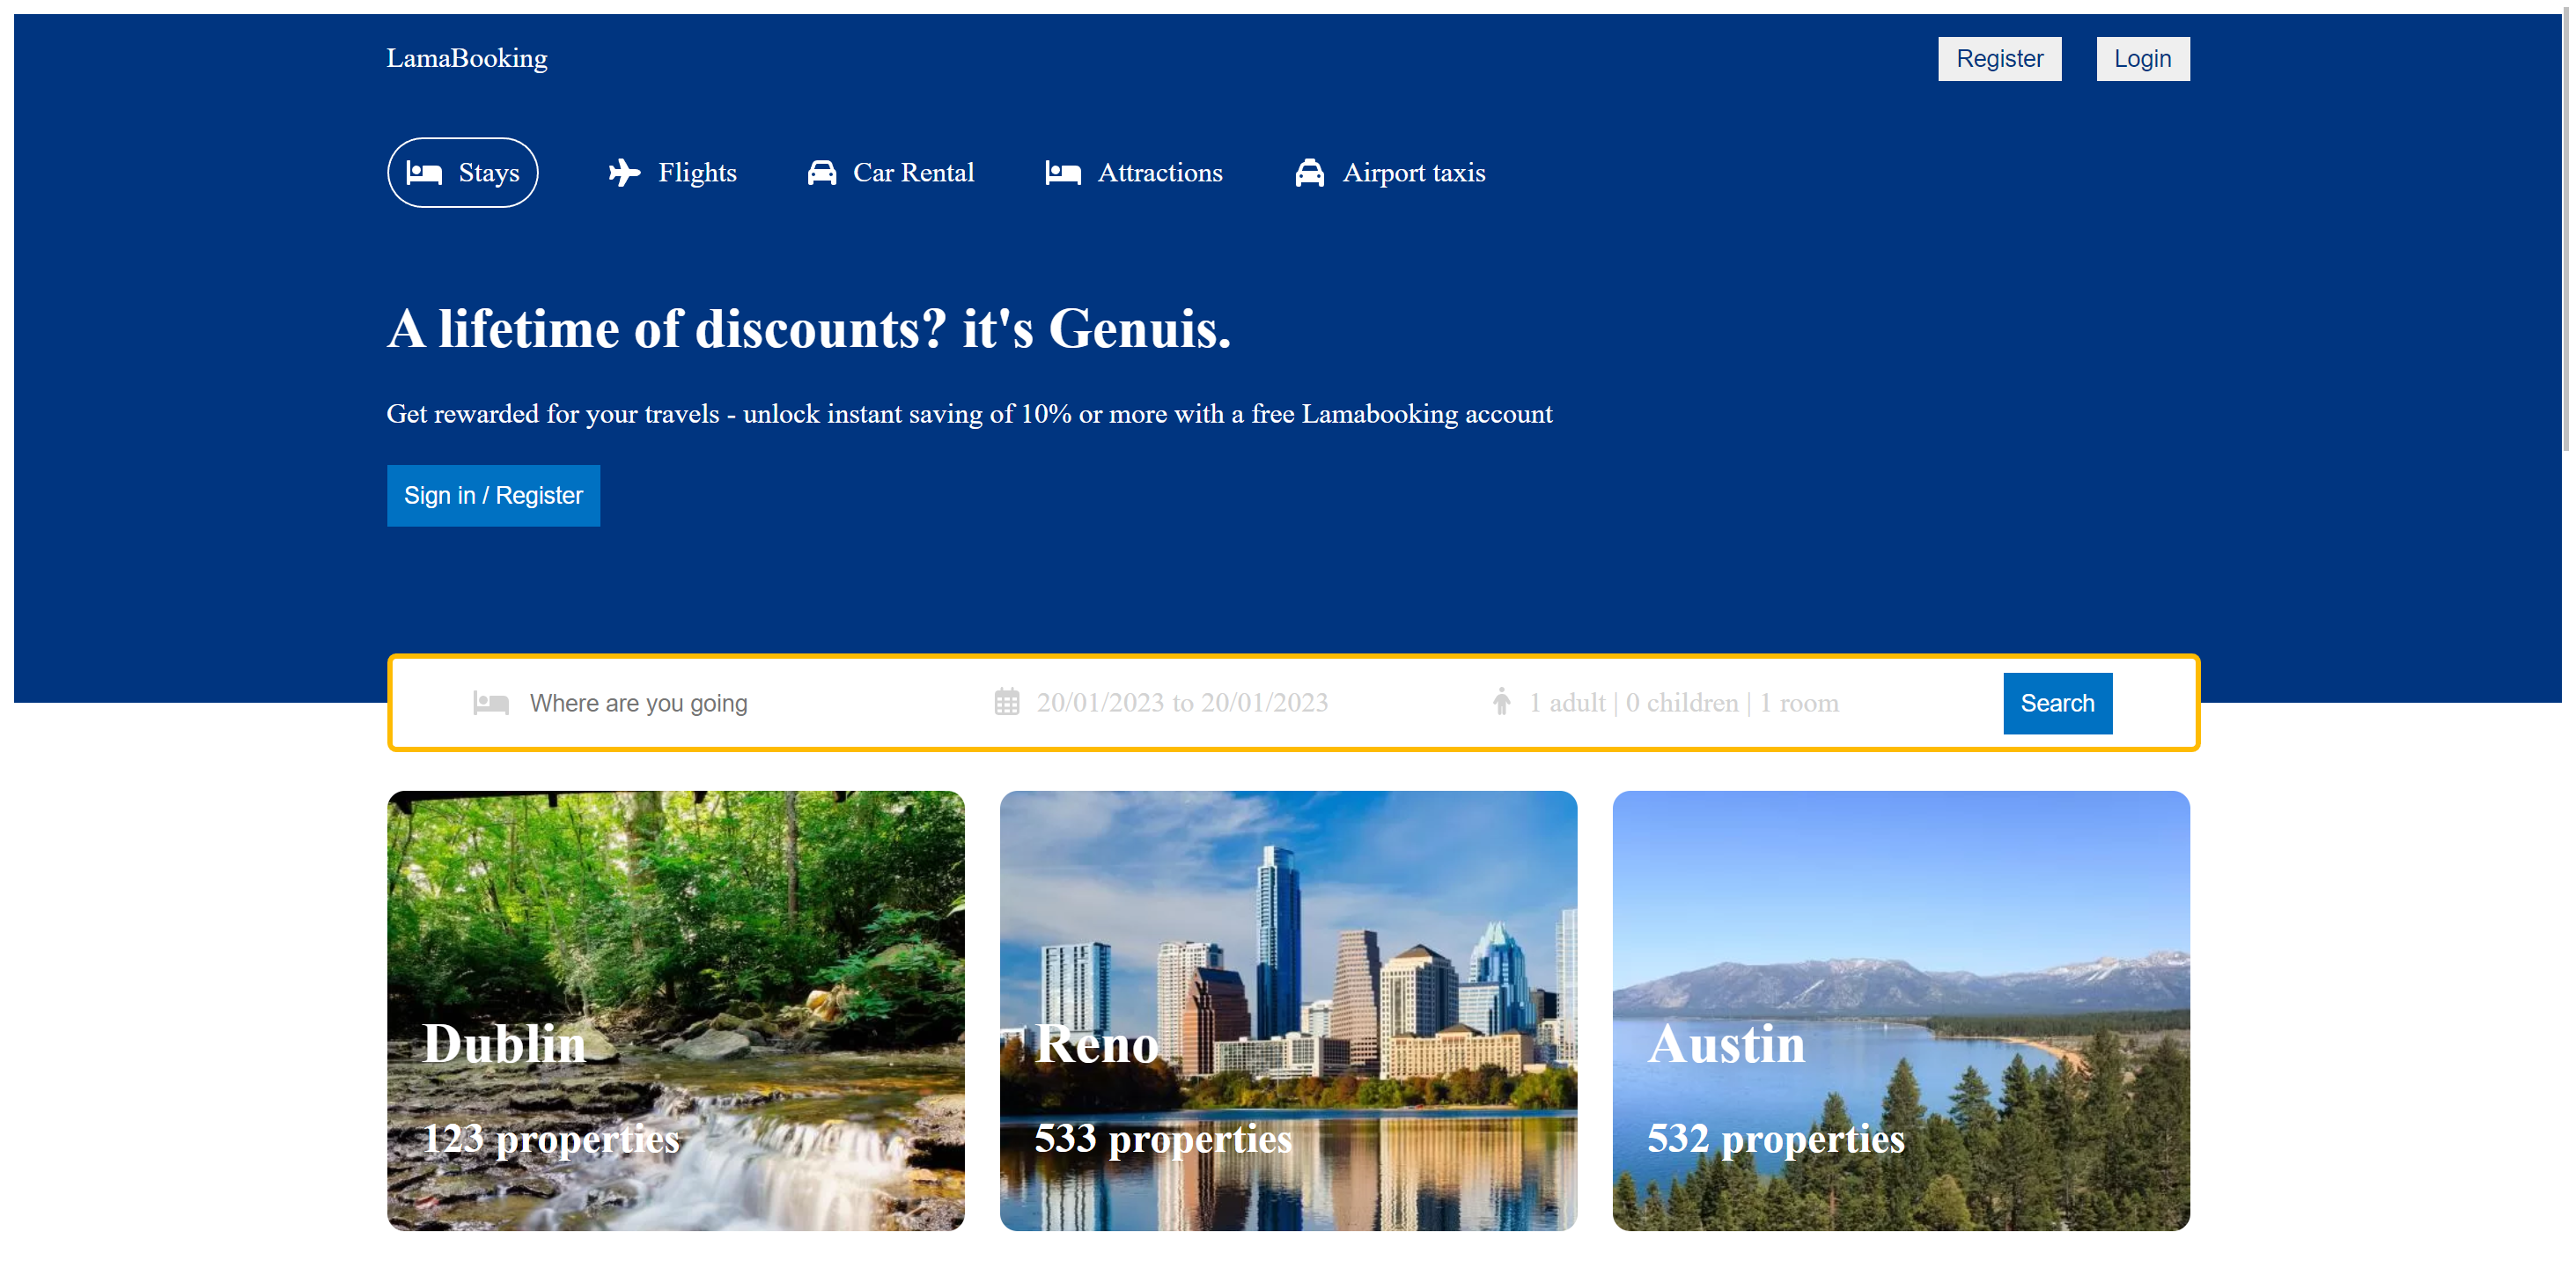 LamaBooking
Register Login
Stays Flights Car Rental Attractions Airport taxis
A lifetime of discounts? it's Genuis.
Get rewarded for your travels - unlock instant saving of 10% or more with a free Lamabooking account
Sign in / Register
Where are you going 20/01/2023 to 20/01/2023 1 adult | 0 children | 1 room Search
Dublin
123 properties
Reno
533 properties
Austin
532 properties